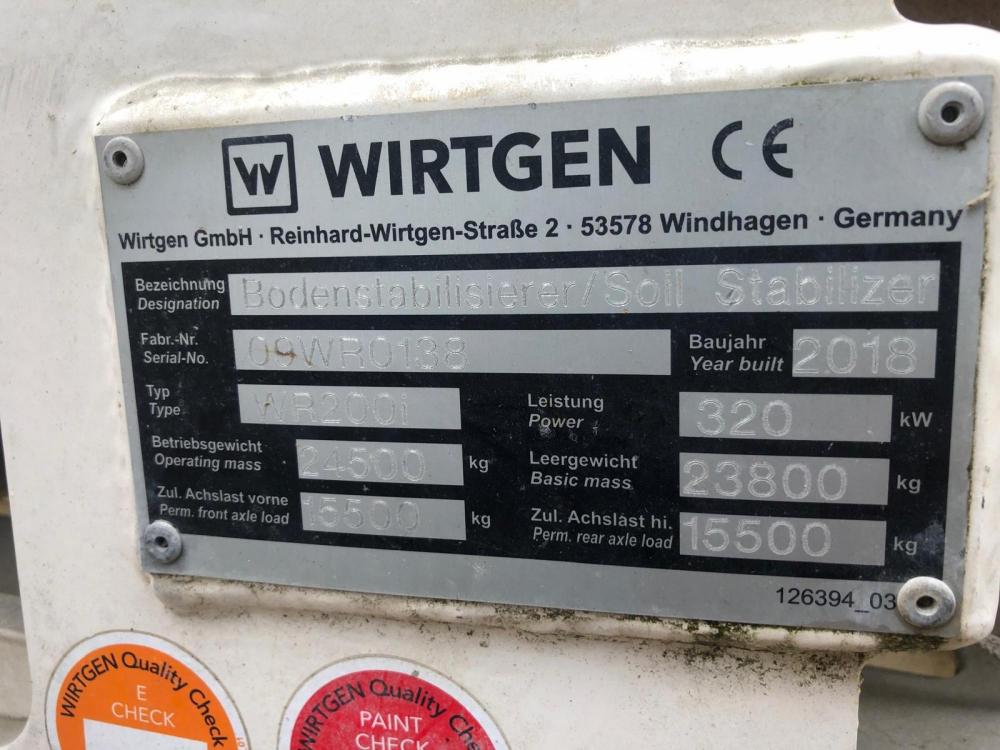 W WIRTGEN CE
Wirtgen GmbH · Reinhard-Wirtgen-Straße 2 · 53578 Windhagen · Germany
Bezeichnung
Designation
Bodenstabilisierer/Soil Stabilizer
Fabr.-Nr.
Serial-No.
09WR0138
Baujahr
Year built
2018
Typ
Type
WR200i
Leistung
Power
320 kW
Betriebsgewicht
Operating mass
24500 kg
Leergewicht
Basic mass
23800 kg
Zul. Achslast vorne
Perm. front axle load
15500 kg
Zul. Achslast hi.
Perm. rear axle load
15500 kg
126394_03
WIRTGEN Quality Check
E
CHECK
WIRTGEN Quality Check
PAINT
CHECK